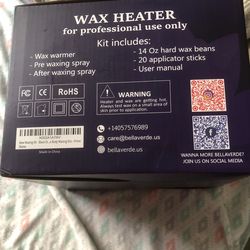 WAX HEATER
for professional use only
Kit includes:
- Wax warmer
- Pre waxing spray
- After waxing spray
- 14 Oz hard wax beans
- 20 applicator sticks
- User manual
RoHS
WARNING
Heater and wax are getting hot.
Always test wax on a small area of
skin prior to application.
+14057576989
care@bellaverde.us
bellaverde.us
Made in China
WANNA MORE BELLAVERDE?
JOIN US ON SOCIAL MEDIA